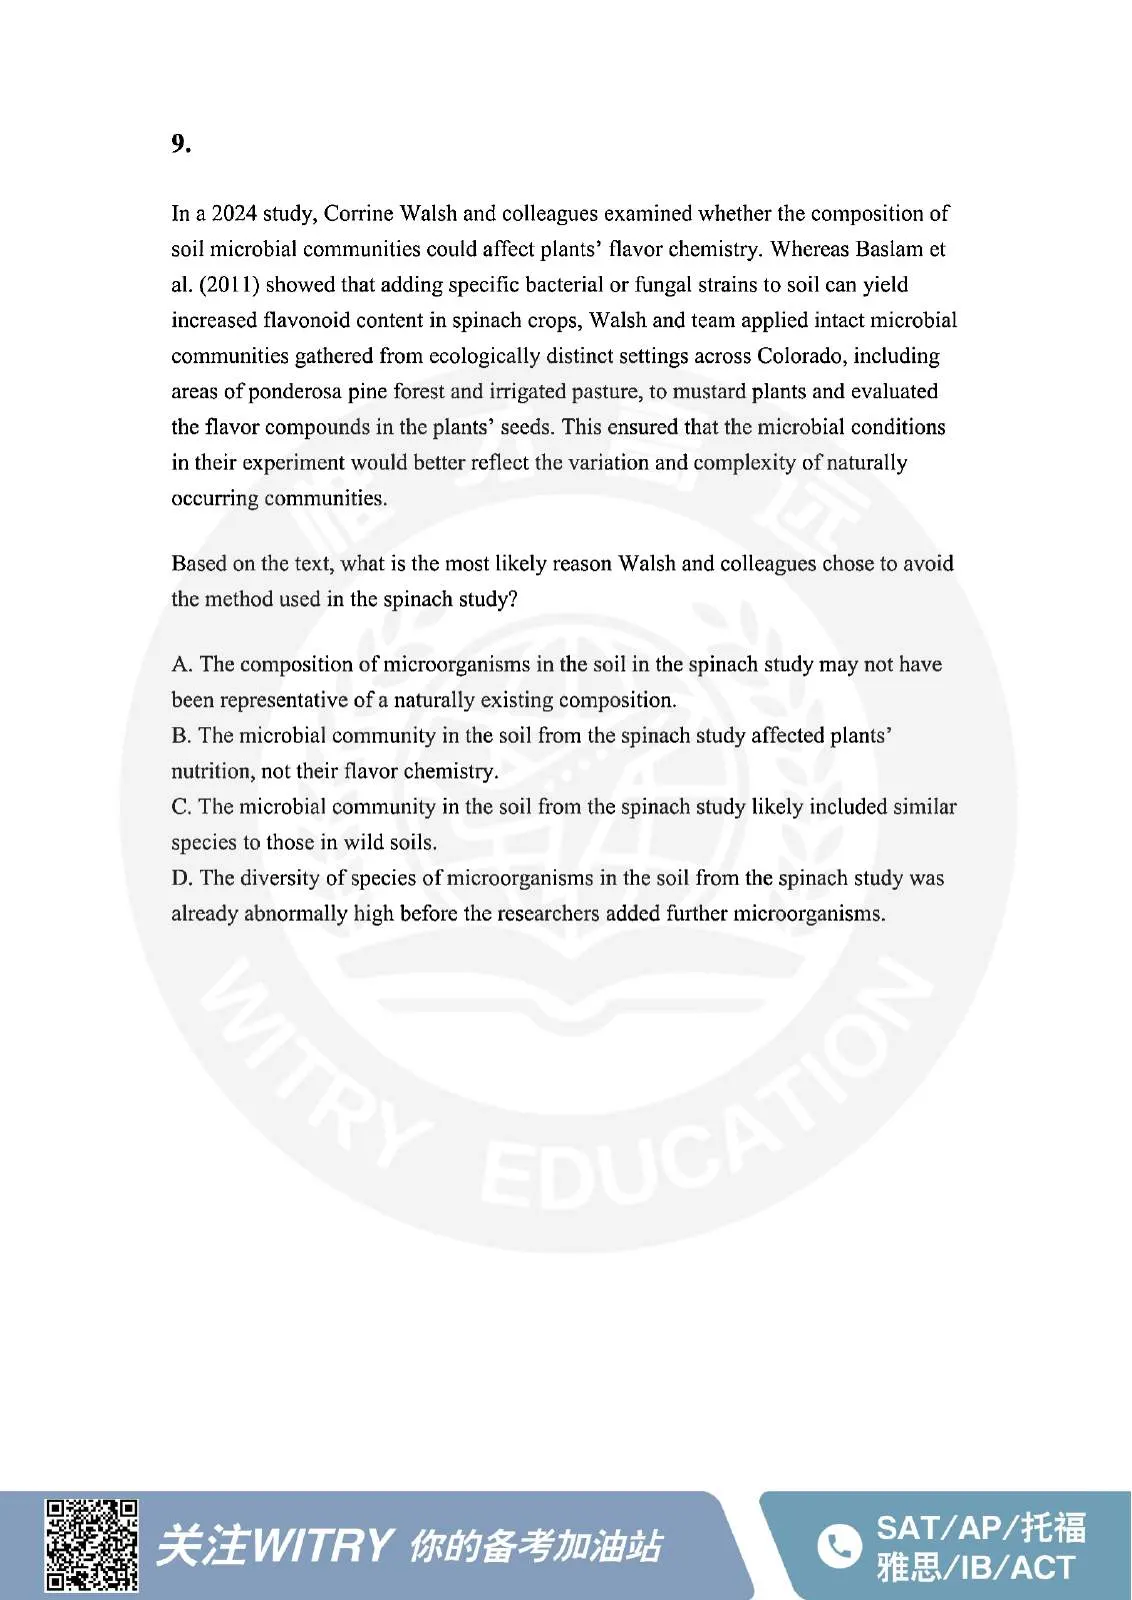 9.
In a 2024 study, Corrine Walsh and colleagues examined whether the composition of
soil microbial communities could affect plants’ flavor chemistry. Whereas Baslam et
al. (2011) showed that adding specific bacterial or fungal strains to soil can yield
increased flavonoid content in spinach crops, Walsh and team applied intact microbial
communities gathered from ecologically distinct settings across Colorado, including
areas of ponderosa pine forest and irrigated pasture, to mustard plants and evaluated
the flavor compounds in the plants’ seeds. This ensured that the microbial conditions
in their experiment would better reflect the variation and complexity of naturally
occurring communities.
Based on the text, what is the most likely reason Walsh and colleagues chose to avoid
the method used in the spinach study?
A. The composition of microorganisms in the soil in the spinach study may not have
been representative of a naturally existing composition.
B. The microbial community in the soil from the spinach study affected plants’
nutrition, not their flavor chemistry.
C. The microbial community in the soil from the spinach study likely included similar
species to those in wild soils.
D. The diversity of species of microorganisms in the soil from the spinach study was
already abnormally high before the researchers added further microorganisms.
WITRY EDUCATION
关注WITRY 你的备考加油站
SAT/AP/托福
雅思/IB/ACT